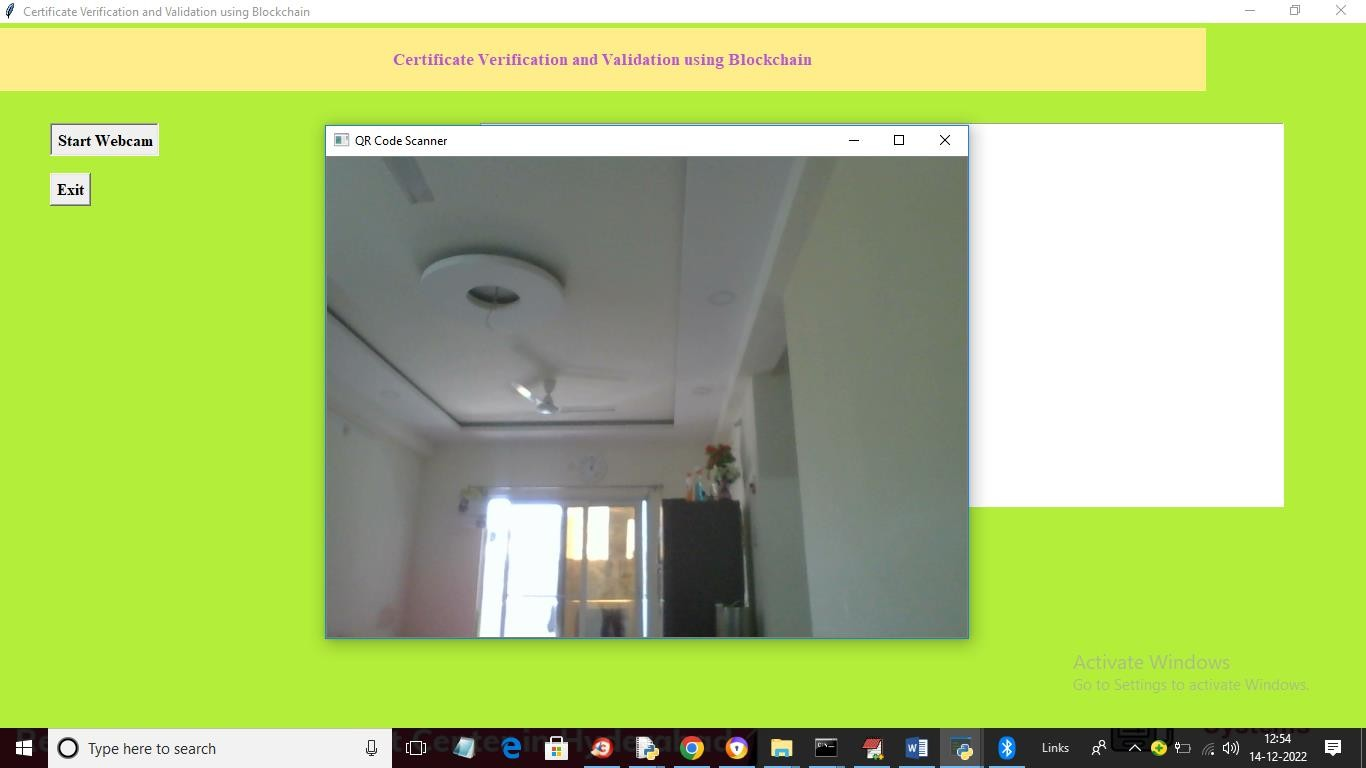 Certificate Verification and Validation using Blockchain
Certificate Verification and Validation using Blockchain
Start Webcam
Exit
QR Code Scanner
Activate Windows
Go to Settings to activate Windows.
Type here to search
Links
12:54
14-12-2022